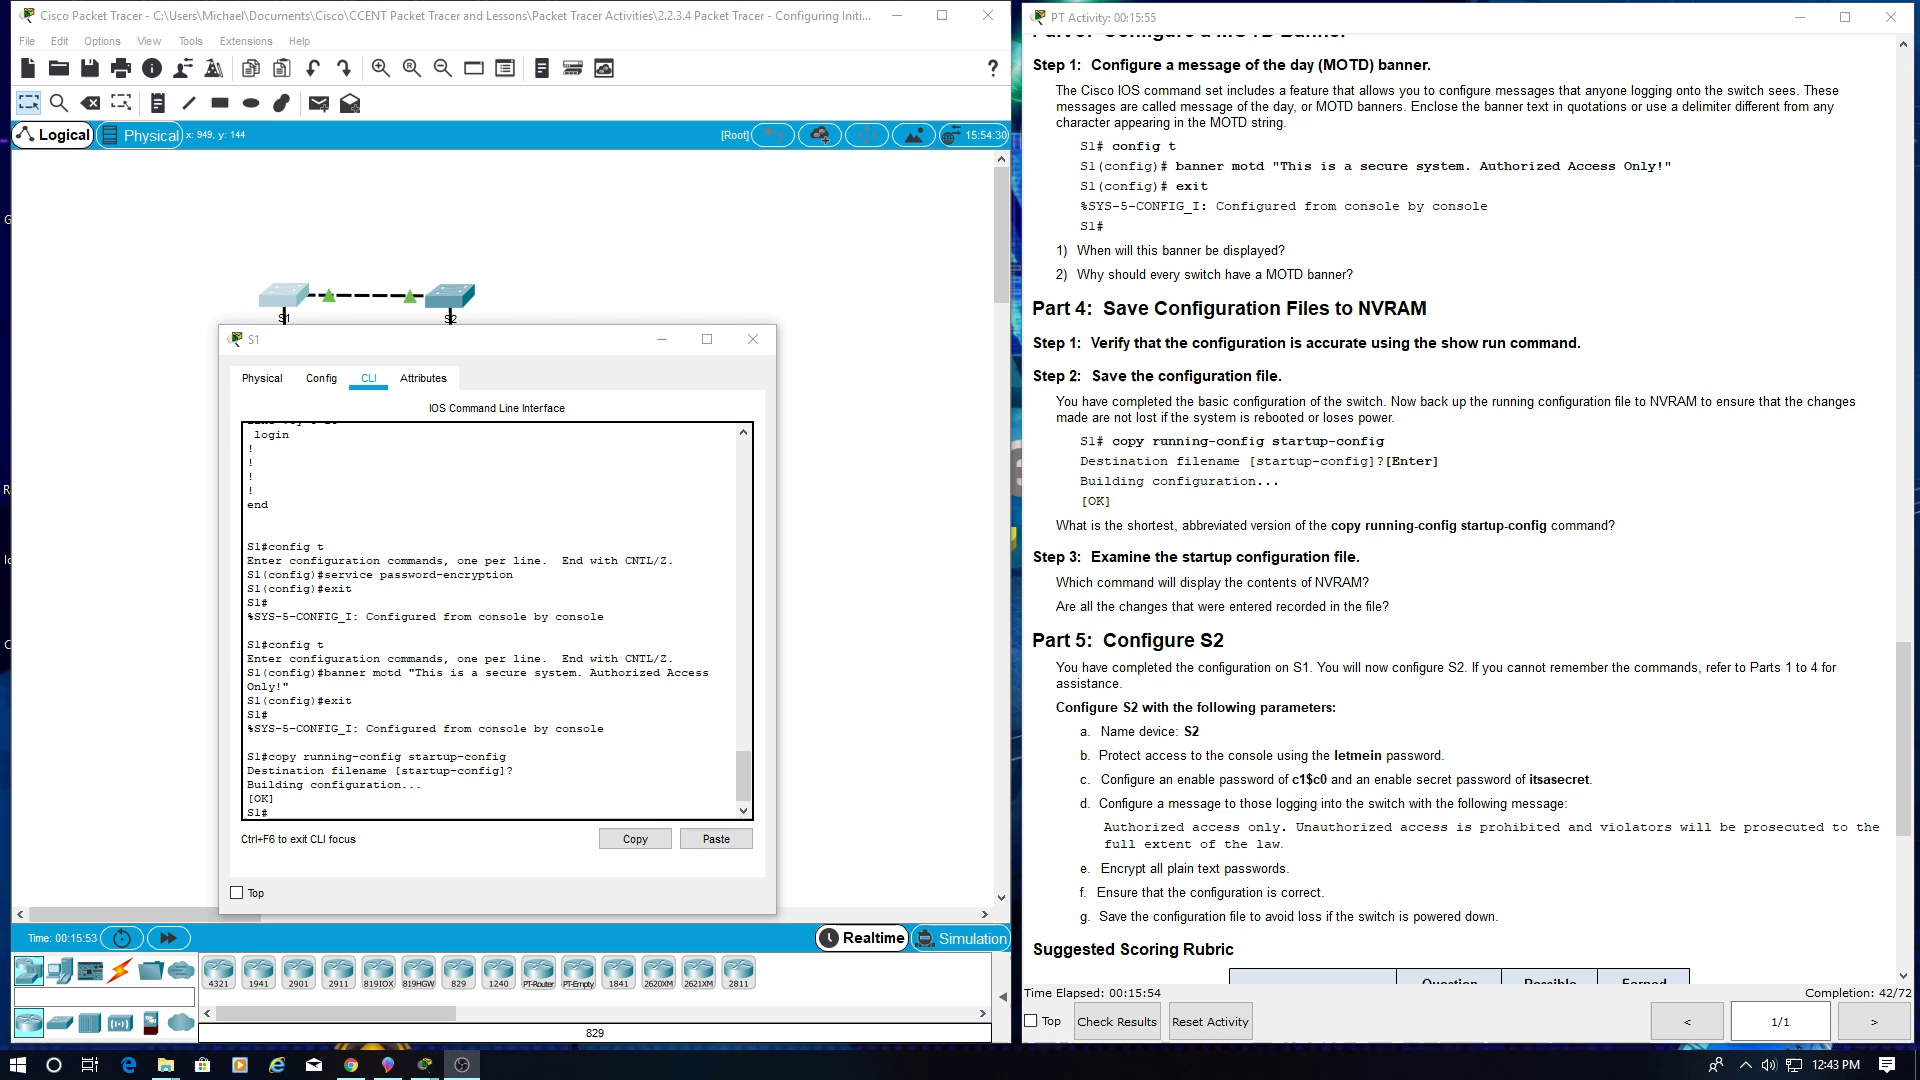 Cisco Packet Tracer - C:\Users\Michael\Documents\Cisco\CCENT Packet Tracer and Lessons\Packet Tracer Activities\2.2.3.4 Packet Tracer - Configuring Initi...
File Edit Options View Tools Extensions Help
?
Logical Physical x: 949, y: 144 [Root] 15:54:30
S1 S2
S1
Physical Config CLI Attributes
IOS Command Line Interface
login
!
!
!
!
end
S1#config t
Enter configuration commands, one per line. End with CNTL/Z.
S1(config)#service password-encryption
S1(config)#exit
S1#
%SYS-5-CONFIG_I: Configured from console by console
S1#config t
Enter configuration commands, one per line. End with CNTL/Z.
S1(config)#banner motd "This is a secure system. Authorized Access
Only!"
S1(config)#exit
S1#
%SYS-5-CONFIG_I: Configured from console by console
S1#copy running-config startup-config
Destination filename [startup-config]?
Building configuration...
[OK]
S1#
Ctrl+F6 to exit CLI focus Copy Paste
Top
Time: 00:15:53 Realtime Simulation
4321 1941 2901 2911 819IOX 819HGW 829 1240 PT-Router PT-Empty 1841 2620XM 2621XM 2811
829
PT Activity: 00:15:55
Step 1: Configure a message of the day (MOTD) banner.
The Cisco IOS command set includes a feature that allows you to configure messages that anyone logging onto the switch sees. These
messages are called message of the day, or MOTD banners. Enclose the banner text in quotations or use a delimiter different from any
character appearing in the MOTD string.
S1# config t
S1(config)# banner motd "This is a secure system. Authorized Access Only!"
S1(config)# exit
%SYS-5-CONFIG_I: Configured from console by console
S1#
1) When will this banner be displayed?
2) Why should every switch have a MOTD banner?
Part 4: Save Configuration Files to NVRAM
Step 1: Verify that the configuration is accurate using the show run command.
Step 2: Save the configuration file.
You have completed the basic configuration of the switch. Now back up the running configuration file to NVRAM to ensure that the changes
made are not lost if the system is rebooted or loses power.
S1# copy running-config startup-config
Destination filename [startup-config]?[Enter]
Building configuration...
[OK]
What is the shortest, abbreviated version of the copy running-config startup-config command?
Step 3: Examine the startup configuration file.
Which command will display the contents of NVRAM?
Are all the changes that were entered recorded in the file?
Part 5: Configure S2
You have completed the configuration on S1. You will now configure S2. If you cannot remember the commands, refer to Parts 1 to 4 for
assistance.
Configure S2 with the following parameters:
a. Name device: S2
b. Protect access to the console using the letmein password.
c. Configure an enable password of c1$c0 and an enable secret password of itsasecret.
d. Configure a message to those logging into the switch with the following message:
Authorized access only. Unauthorized access is prohibited and violators will be prosecuted to the
full extent of the law.
e. Encrypt all plain text passwords.
f. Ensure that the configuration is correct.
g. Save the configuration file to avoid loss if the switch is powered down.
Suggested Scoring Rubric
Question Possible Earned
Time Elapsed: 00:15:54 Completion: 42/72
Top Check Results Reset Activity < 1/1 >
12:43 PM